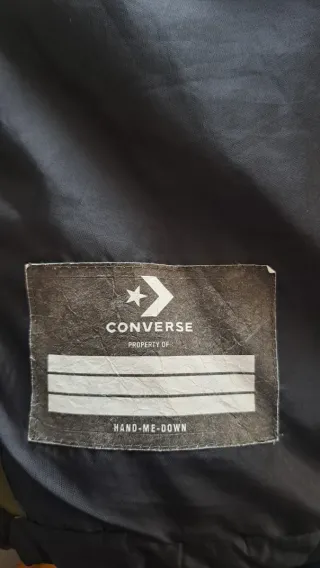 CONVERSE
PROPERTY OF
HAND-ME-DOWN